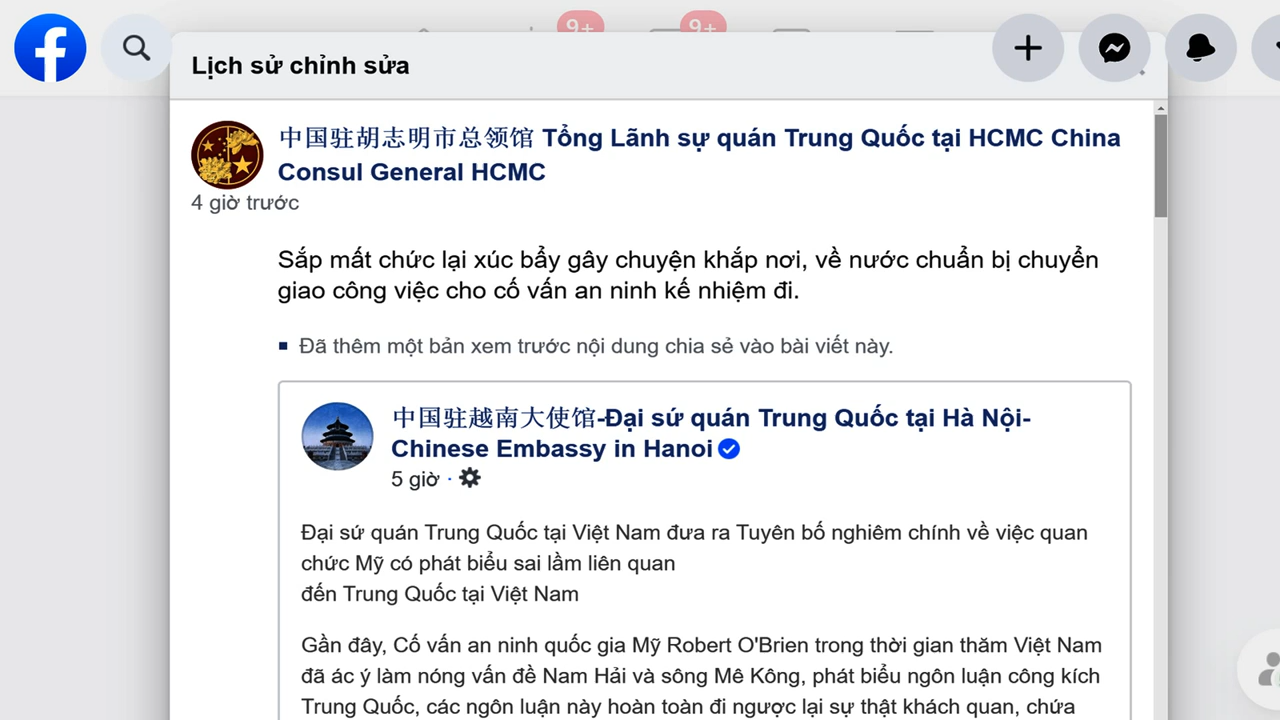 9+
9+
Lịch sử chỉnh sửa
中国驻胡志明市总领馆 Tổng Lãnh sự quán Trung Quốc tại HCMC China
Consul General HCMC
4 giờ trước
Sắp mất chức lại xúc bẩy gây chuyện khắp nơi, về nước chuẩn bị chuyển
giao công việc cho cố vấn an ninh kế nhiệm đi.
Đã thêm một bản xem trước nội dung chia sẻ vào bài viết này.
中国驻越南大使馆-Đại sứ quán Trung Quốc tại Hà Nội-
Chinese Embassy in Hanoi
5 giờ ·
Đại sứ quán Trung Quốc tại Việt Nam đưa ra Tuyên bố nghiêm chính về việc quan
chức Mỹ có phát biểu sai lầm liên quan
đến Trung Quốc tại Việt Nam
Gần đây, Cố vấn an ninh quốc gia Mỹ Robert O'Brien trong thời gian thăm Việt Nam
đã ác ý làm nóng vấn đề Nam Hải và sông Mê Kông, phát biểu ngôn luận công kích
Trung Quốc, các ngôn luận này hoàn toàn đi ngược lại sự thật khách quan, chứa